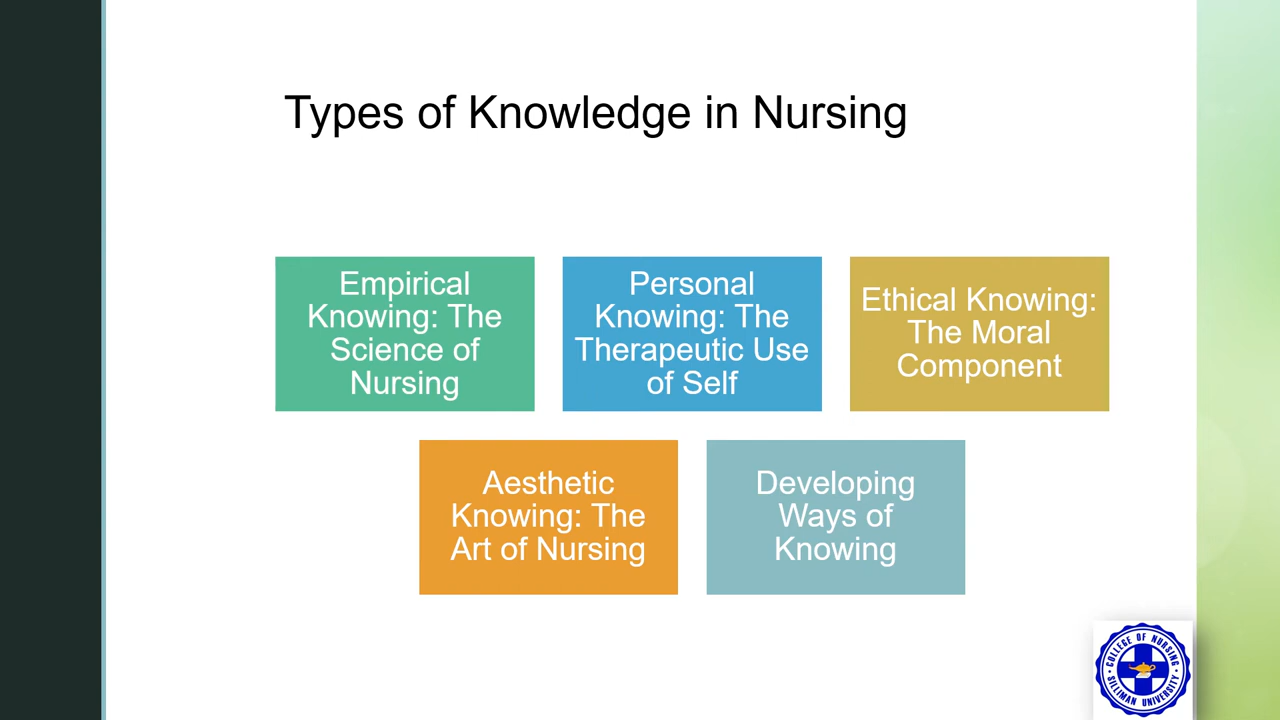 Types of Knowledge in Nursing
Empirical
Knowing: The
Science of
Nursing
Personal
Knowing: The
Therapeutic Use
of Self
Ethical Knowing:
The Moral
Component
Aesthetic
Knowing: The
Art of Nursing
Developing
Ways of
Knowing
COLLEGE OF NURSING
SILLIMAN UNIVERSITY